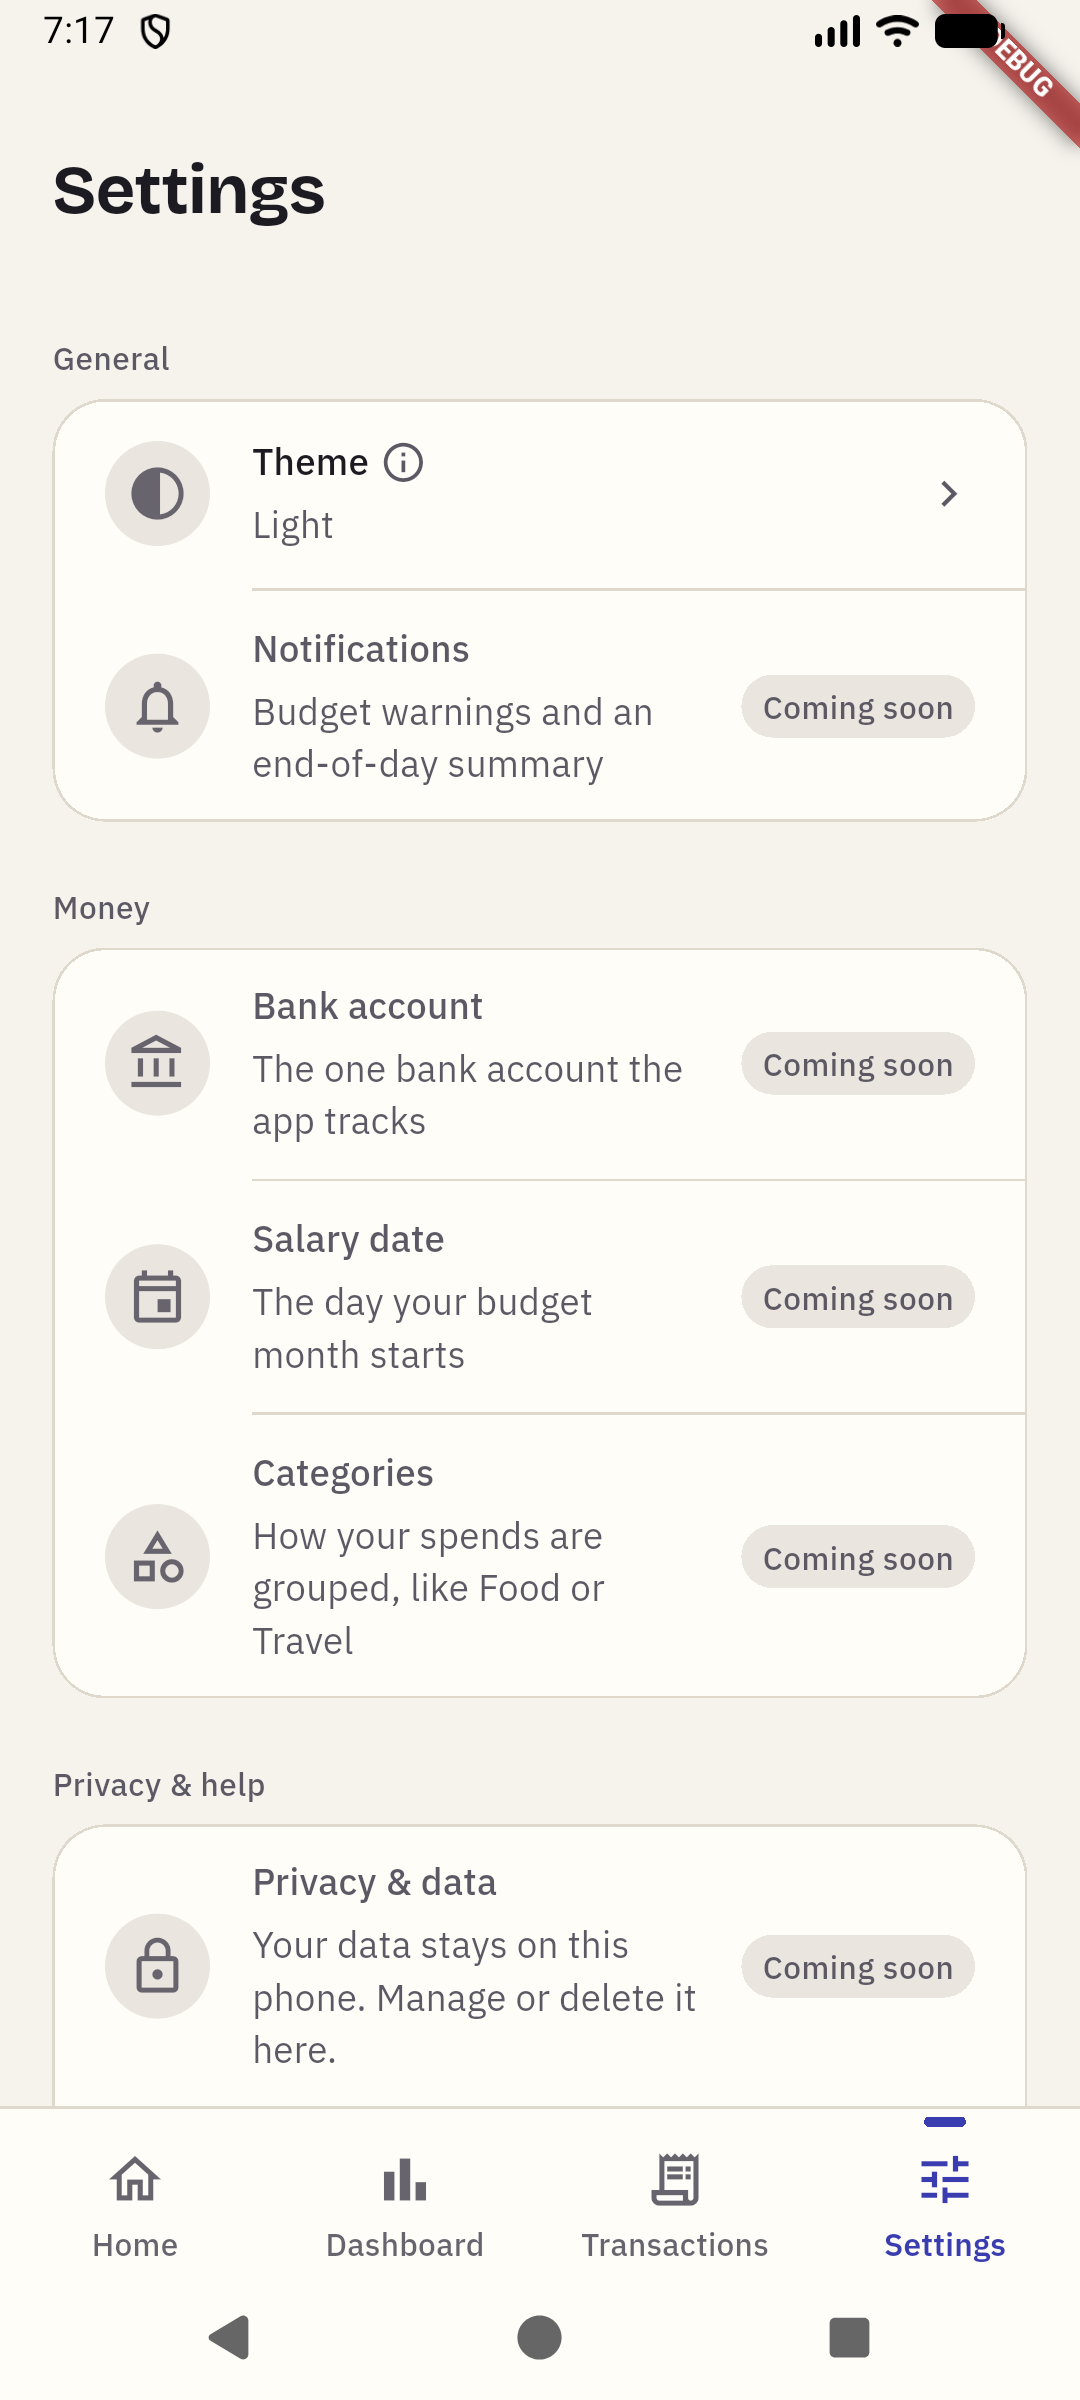 7:17
EBUG
Settings
General
Theme
Light
Notifications
Budget warnings and an
end-of-day summary
Coming soon
Money
Bank account
The one bank account the
app tracks
Coming soon
Salary date
The day your budget
month starts
Coming soon
Categories
How your spends are
grouped, like Food or
Travel
Coming soon
Privacy & help
Privacy & data
Your data stays on this
phone. Manage or delete it
here.
Coming soon
Home
Dashboard
Transactions
Settings